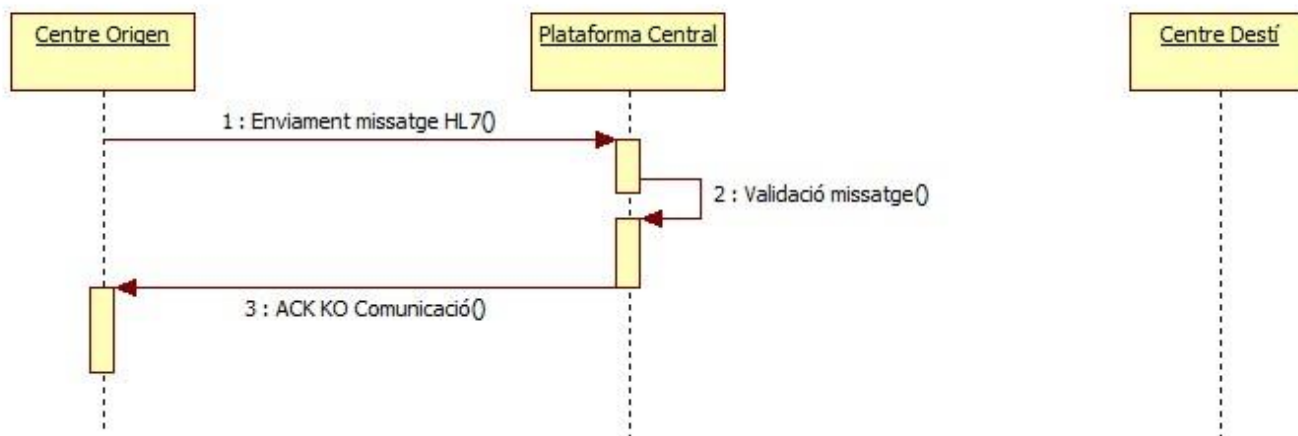 Centre Origen
Plataforma Central
Centre Destí
1 : Enviament missatge HL7()
2 : Validació missatge()
3 : ACK KO Comunicació()